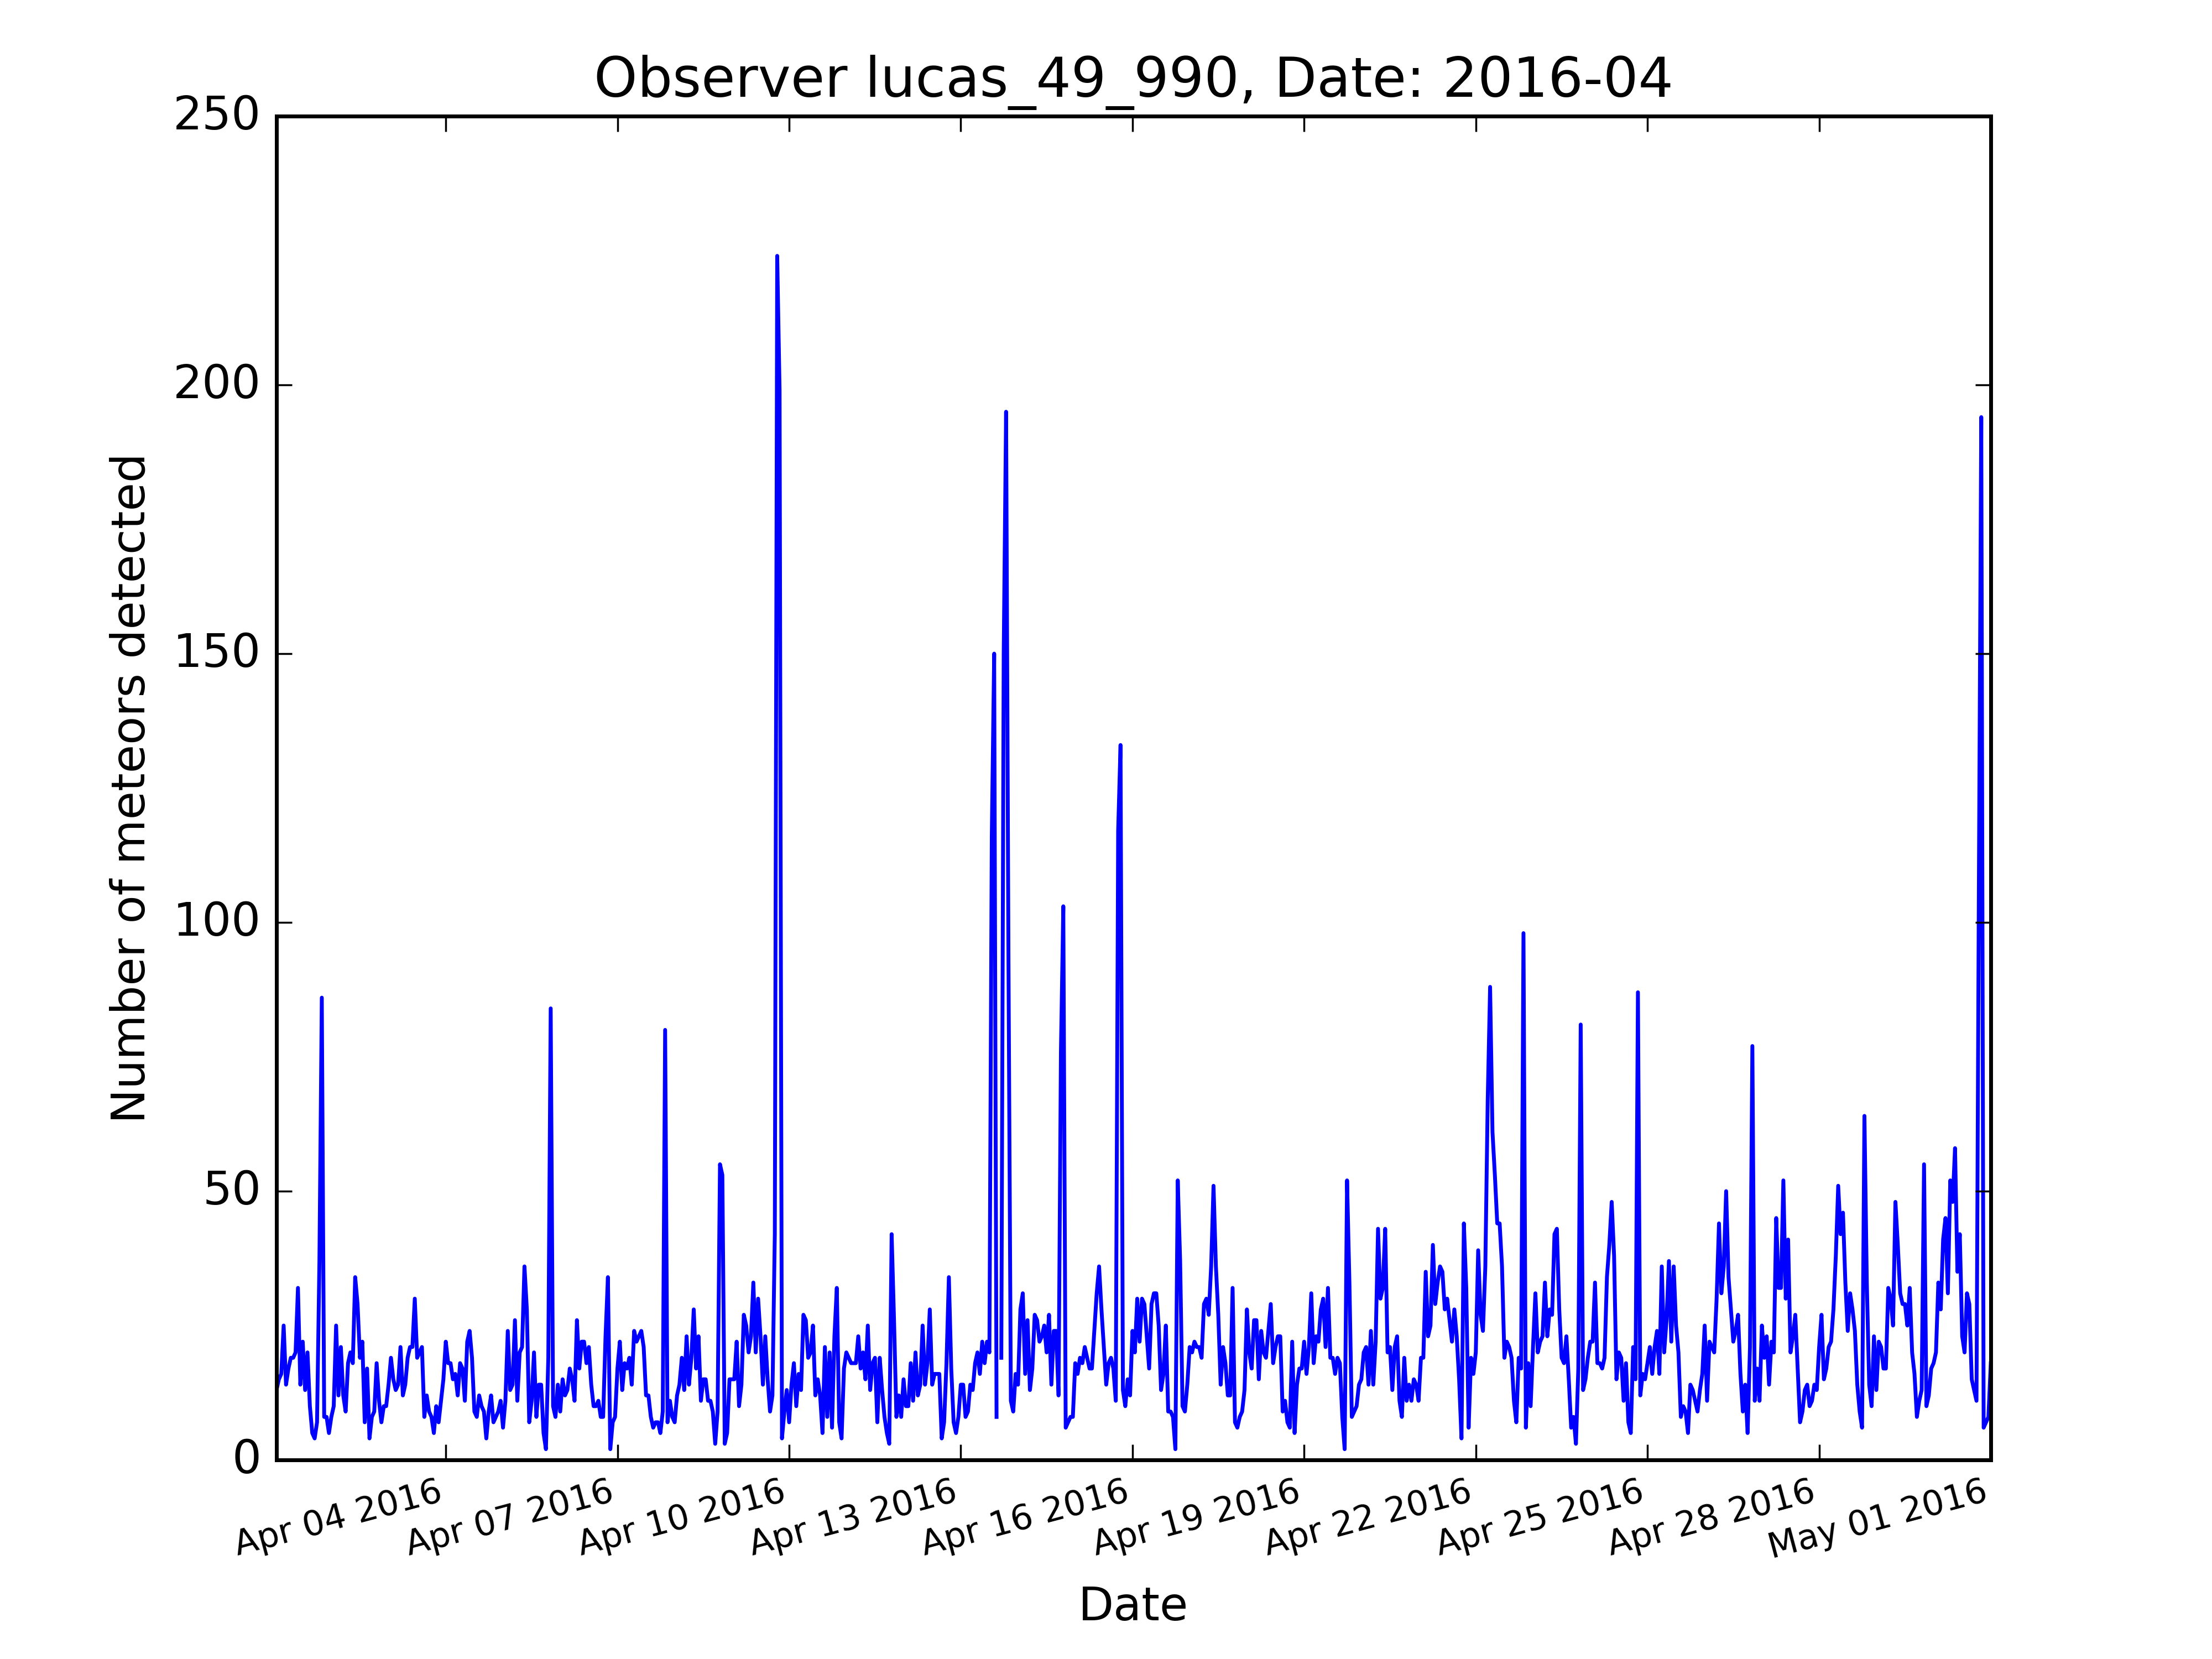 Observer lucas_49_990, Date: 2016-04
250
200
150
100
50
0
Number of meteors detected
Apr 04 2016
Apr 07 2016
Apr 10 2016
Apr 13 2016
Apr 16 2016
Apr 19 2016
Apr 22 2016
Apr 25 2016
Apr 28 2016
May 01 2016
Date